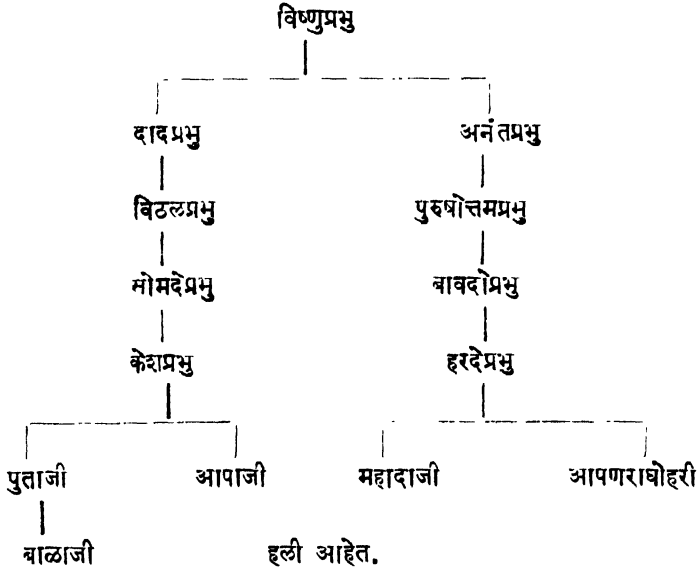 विष्णुप्रभु
दादप्रभु अनंतप्रभु
विठलप्रभु पुरुषोत्तमप्रभु
सोमदेप्रभु बावदोप्रभु
केशप्रभु हरदेप्रभु
पुताजी आपाजी महादाजी आपणराघोहरी
बाळाजी हली आहेत.